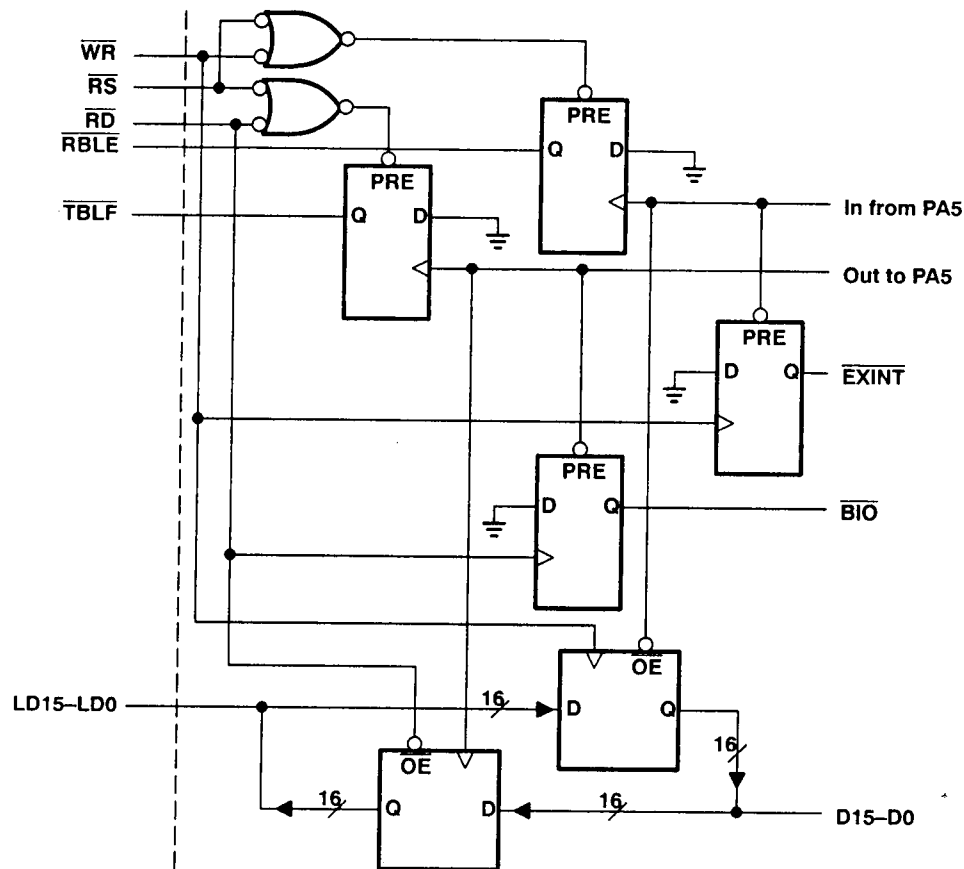 WR
RS
RD
RBLE
TBLF
PRE
Q D
PRE
Q D
In from PA5
Out to PA5
PRE
D Q
EXINT
PRE
D Q
BIO
OE
LD15–LD0
16
D Q
16
OE
16
Q D
16
D15–D0